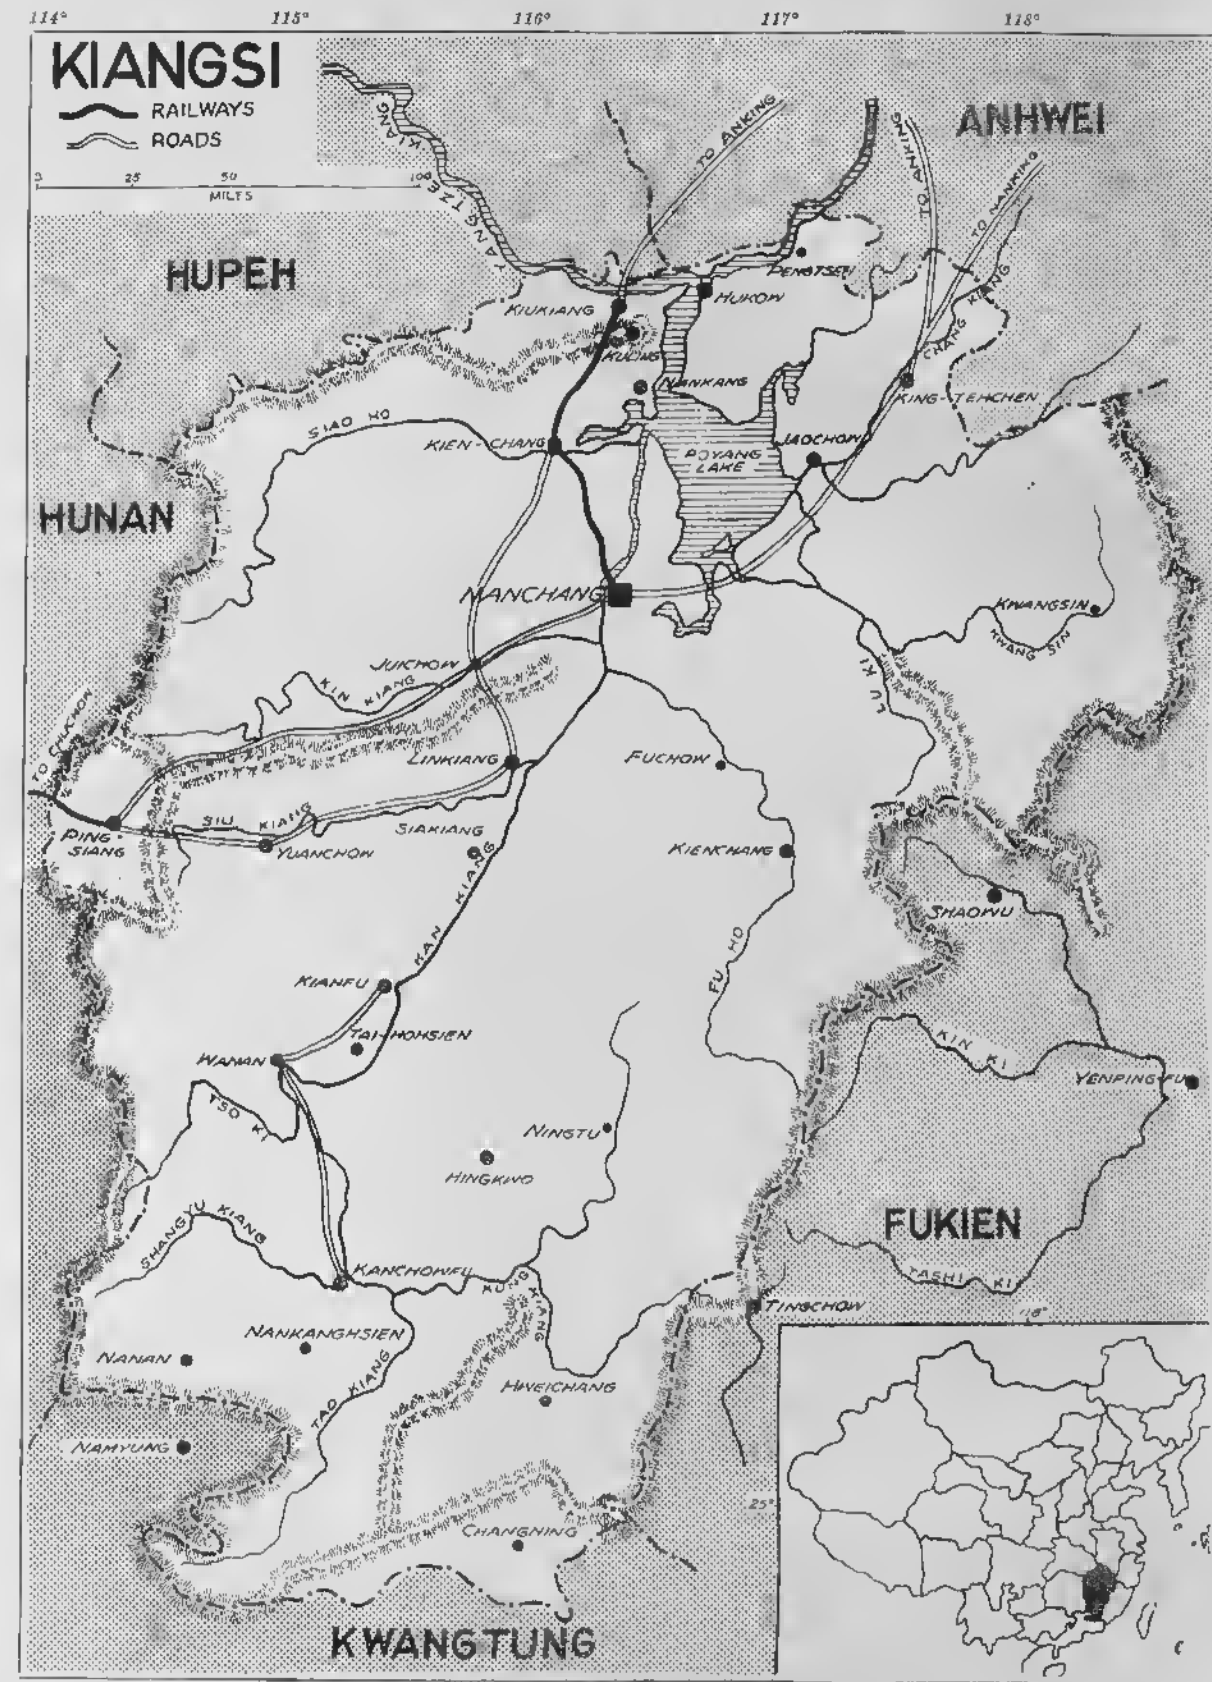 114° 115° 116° 117° 118°
KIANGSI
RAILWAYS
ROADS
25 50 100
MILES
YANGTZE KIANG
TO ANKING
TO ANKING
TO NANKING
ANHWEI
HUPEH
PENGTSEH
HUKOW
KIUKIANG
KULING
CHANG KIANG
NANKANG
KING-TEHCHEN
SIAO HO
KIEN-CHANG
JAOCHOW
POYANG
LAKE
HUNAN
NANCHANG
KWANGSIN
KWANG SIN
JUICHOW
KIN KIANG
LU KI
TO CHUCHOW
LINKIANG
FUCHOW
PING-
SIANG
SIU KIANG
SIAKIANG
YUANCHOW
KIENCHANG
SHAOWU
KAN KIANG
FU HO
KIANFU
TAI-HOHSIEN
KIN KI
WANAN
YENPING-FU
TSO KI
NINGTU
HINGKWO
SHANGYU KIANG
FUKIEN
KANCHOWFU
KUNG KIANG
TASHI KI
TINGCHOW
118°
NANKANGHSIEN
NANAN
TAO KIANG
HWEICHANG
NAMYUNG
25°
CHANGNING
KWANGTUNG